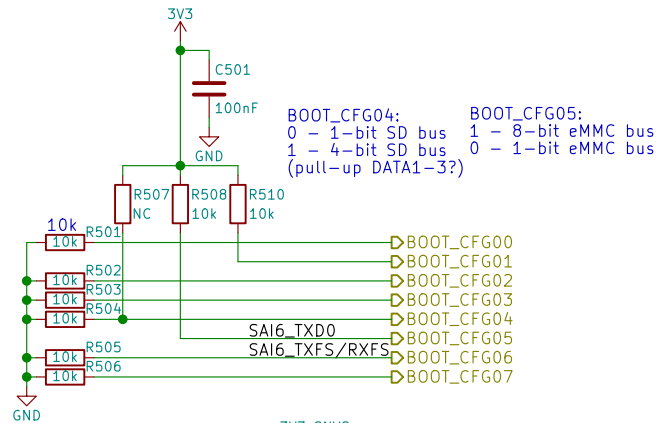 3V3
C501
100nF
GND
BOOT_CFG04:
0 - 1-bit SD bus
1 - 4-bit SD bus
(pull-up DATA1-3?)
BOOT_CFG05:
1 - 8-bit eMMC bus
0 - 1-bit eMMC bus
R507
NC
R508
10k
R510
10k
10k
R501
10k
BOOT_CFG00
BOOT_CFG01
R502
10k
BOOT_CFG02
R503
10k
BOOT_CFG03
R504
10k
BOOT_CFG04
SAI6_TXD0
BOOT_CFG05
SAI6_TXFS/RXFS
R505
10k
BOOT_CFG06
R506
10k
BOOT_CFG07
GND